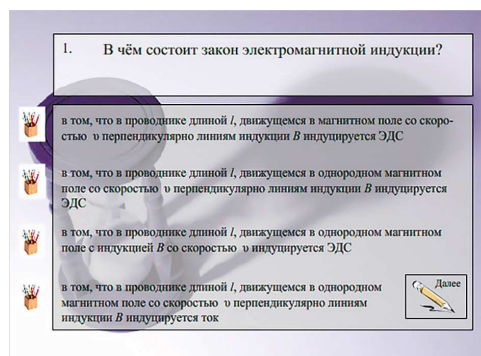 1. В чём состоит закон электромагнитной индукции?
в том, что в проводнике длиной l, движущемся в магнитном поле со скоро-
стью υ перпендикулярно линиям индукции B индуцируется ЭДС
в том, что в проводнике длиной l, движущемся в однородном магнитном
поле со скоростью υ перпендикулярно линиям индукции B индуцируется
ЭДС
в том, что в проводнике длиной l, движущемся в однородном магнитном
поле с индукцией B со скоростью υ индуцируется ЭДС
в том, что в проводнике длиной l, движущемся в однородном
магнитном поле со скоростью υ перпендикулярно линиям
индукции B индуцируется ток
Далее